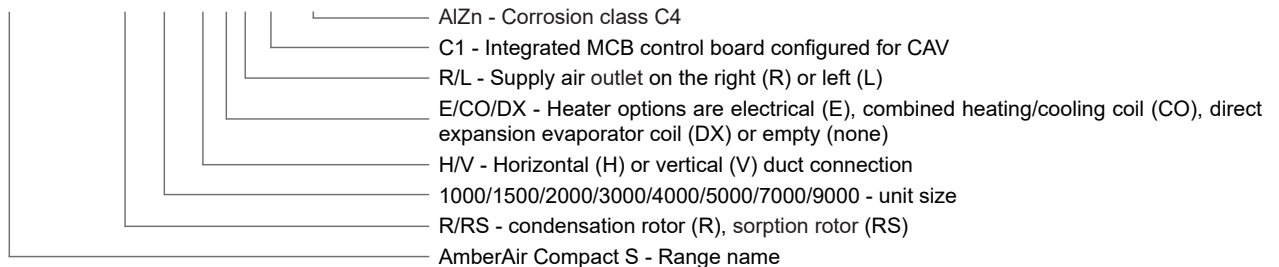 AlZn - Corrosion class C4
C1 - Integrated MCB control board configured for CAV
R/L - Supply air outlet on the right (R) or left (L)
E/CO/DX - Heater options are electrical (E), combined heating/cooling coil (CO), direct
expansion evaporator coil (DX) or empty (none)
H/V - Horizontal (H) or vertical (V) duct connection
1000/1500/2000/3000/4000/5000/7000/9000 - unit size
R/RS - condensation rotor (R), sorption rotor (RS)
AmberAir Compact S - Range name